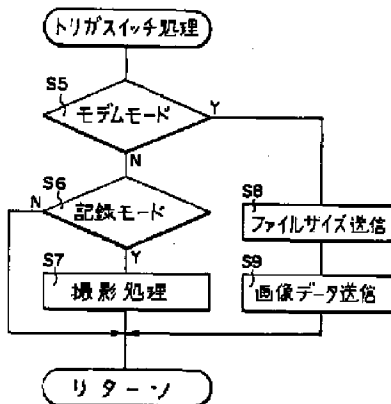 トリガスイッチ処理
S5
モデムモード
Y
N
S6
N
記録モード
Y
S7
撮影処理
S8
ファイルサイズ送信
S9
画像データ送信
リターン